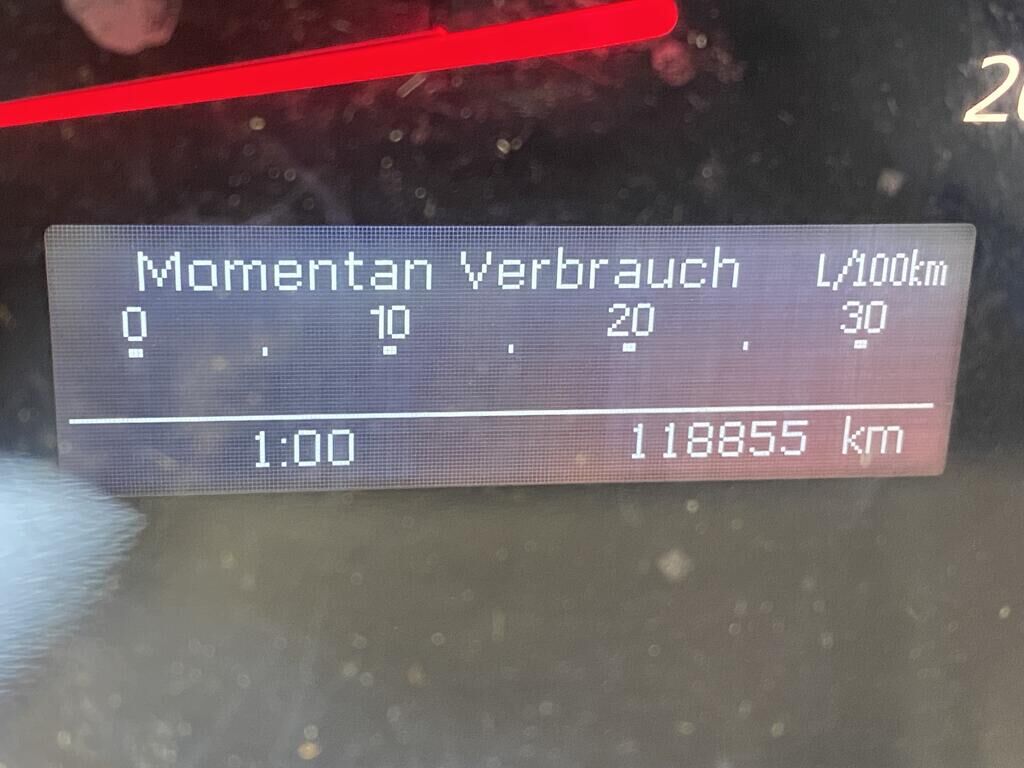 Momentan Verbrauch L/100km
0 10 20 30
1:00 118855 km